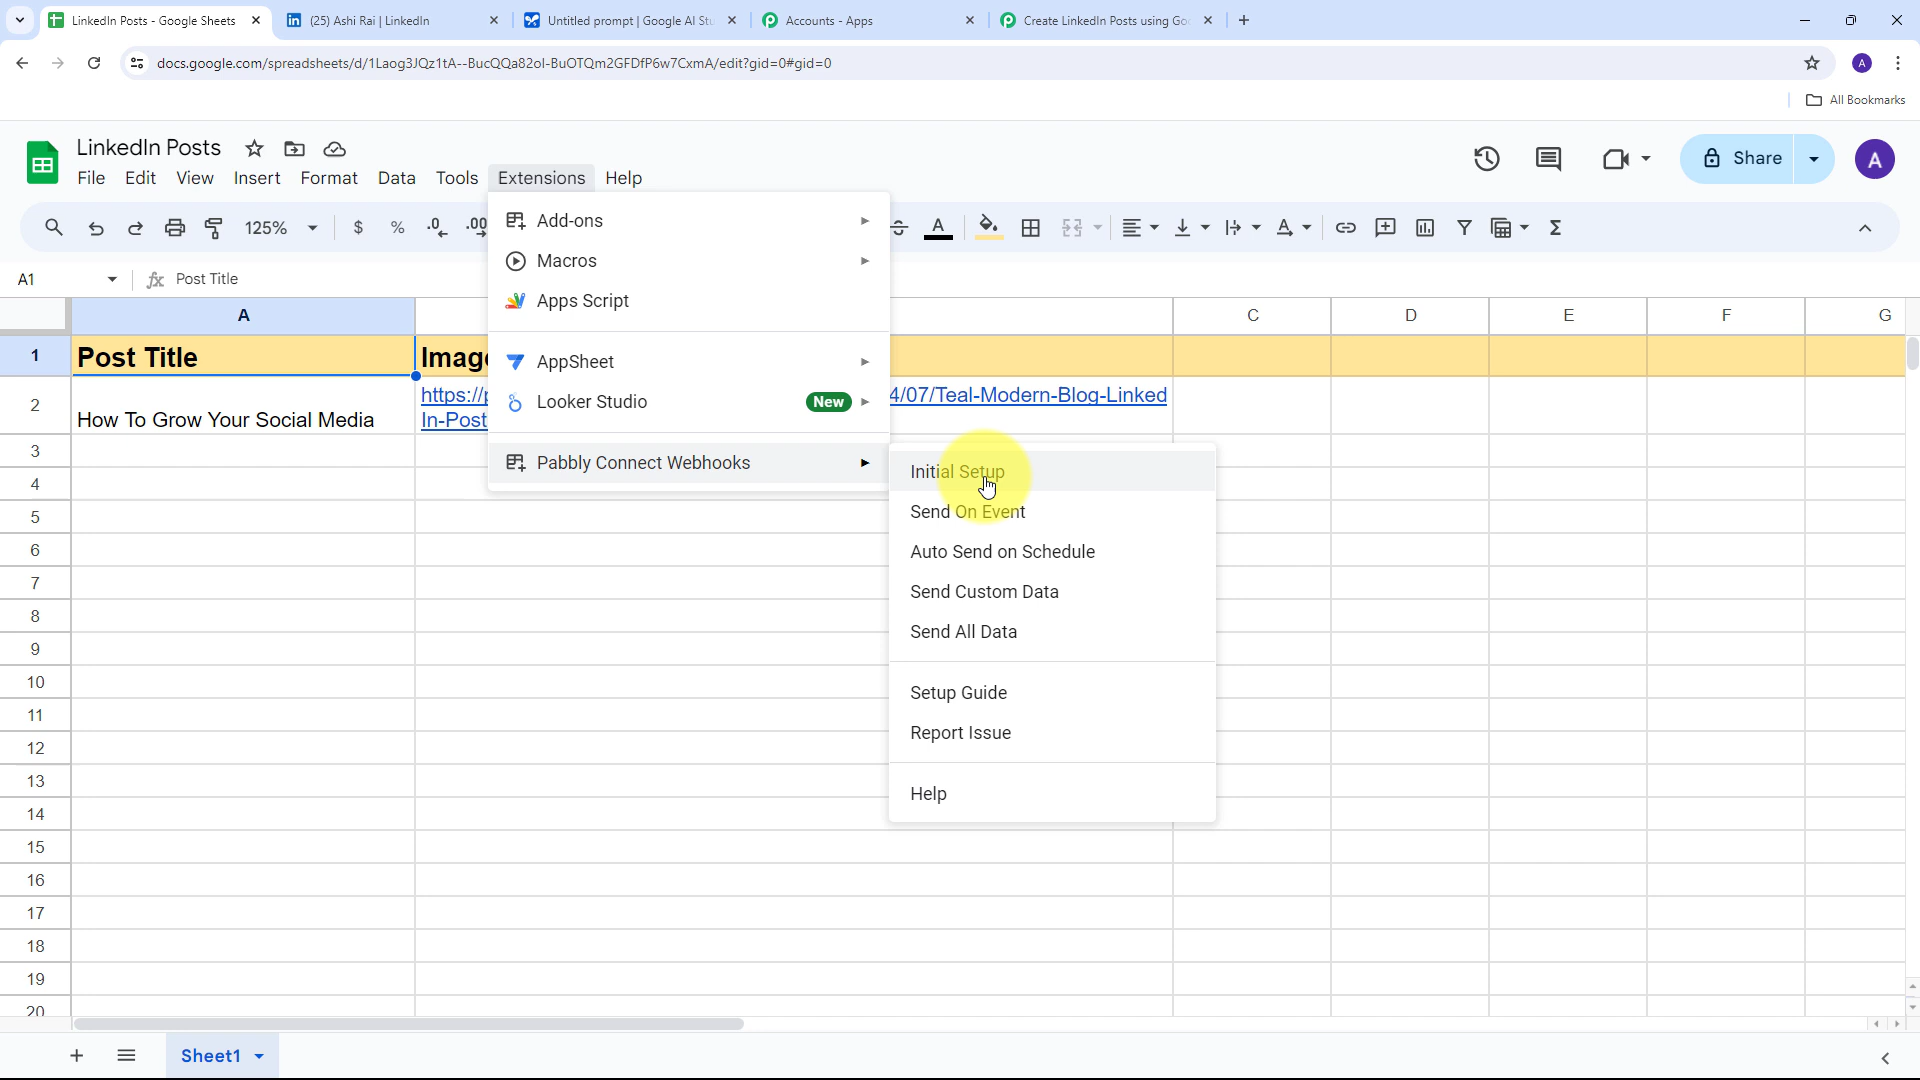 LinkedIn Posts - Google Sheets
(25) Ashi Rai | LinkedIn
Untitled prompt | Google AI Stu
Accounts - Apps
Create LinkedIn Posts using Goo
docs.google.com/spreadsheets/d/1Laog3JQz1tA--BucQQa82ol-BuOTQm2GFDfP6w7CxmA/edit?gid=0#gid=0
A
All Bookmarks
LinkedIn Posts
Share
A
File Edit View Insert Format Data Tools Extensions Help
125% $ % .0 .00 A
A1 Post Title
A C D E F G
1 Post Title Image
2 How To Grow Your Social Media https://p 4/07/Teal-Modern-Blog-Linked
In-Post
3
4
5
6
7
8
9
10
11
12
13
14
15
16
17
18
19
20
Add-ons
Macros
Apps Script
AppSheet
Looker Studio New
Pabbly Connect Webhooks
Initial Setup
Send On Event
Auto Send on Schedule
Send Custom Data
Send All Data
Setup Guide
Report Issue
Help
Sheet1